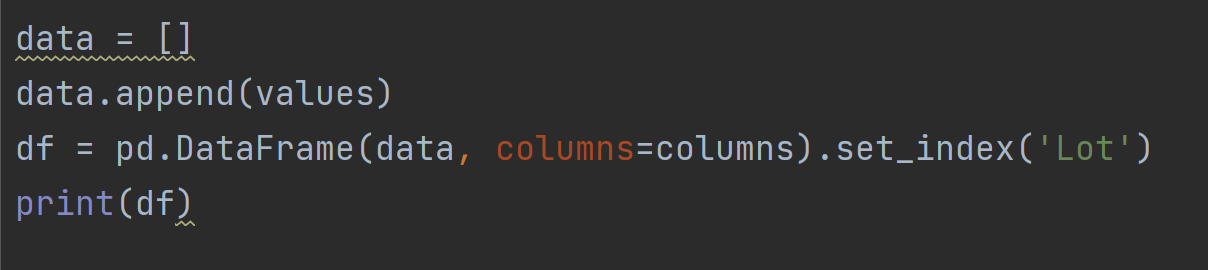 data = []
data.append(values)
df = pd.DataFrame(data, columns=columns).set_index('Lot')
print(df)